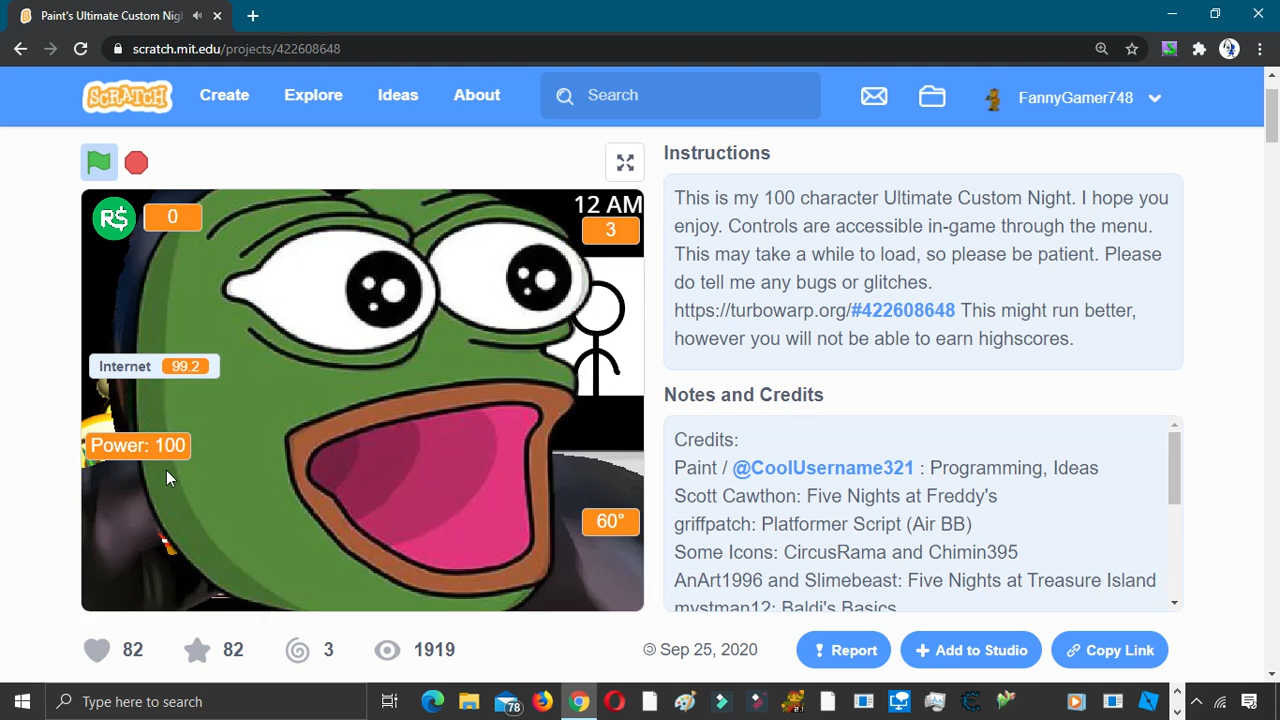 Paint's Ultimate Custom Nigh
scratch.mit.edu/projects/422608648
SCRATCH
Create
Explore
Ideas
About
Search
FannyGamer748
R$
0
12 AM
3
Internet 99.2
Power: 100
60°
Instructions
This is my 100 character Ultimate Custom Night. I hope you
enjoy. Controls are accessible in-game through the menu.
This may take a while to load, so please be patient. Please
do tell me any bugs or glitches.
https://turbowarp.org/#422608648 This might run better,
however you will not be able to earn highscores.
Notes and Credits
Credits:
Paint / @CoolUsername321 : Programming, Ideas
Scott Cawthon: Five Nights at Freddy's
griffpatch: Platformer Script (Air BB)
Some Icons: CircusRama and Chimin395
AnArt1996 and Slimebeast: Five Nights at Treasure Island
mystman12: Baldi's Basics
82
82
3
1919
© Sep 25, 2020
Report
Add to Studio
Copy Link
Type here to search
78